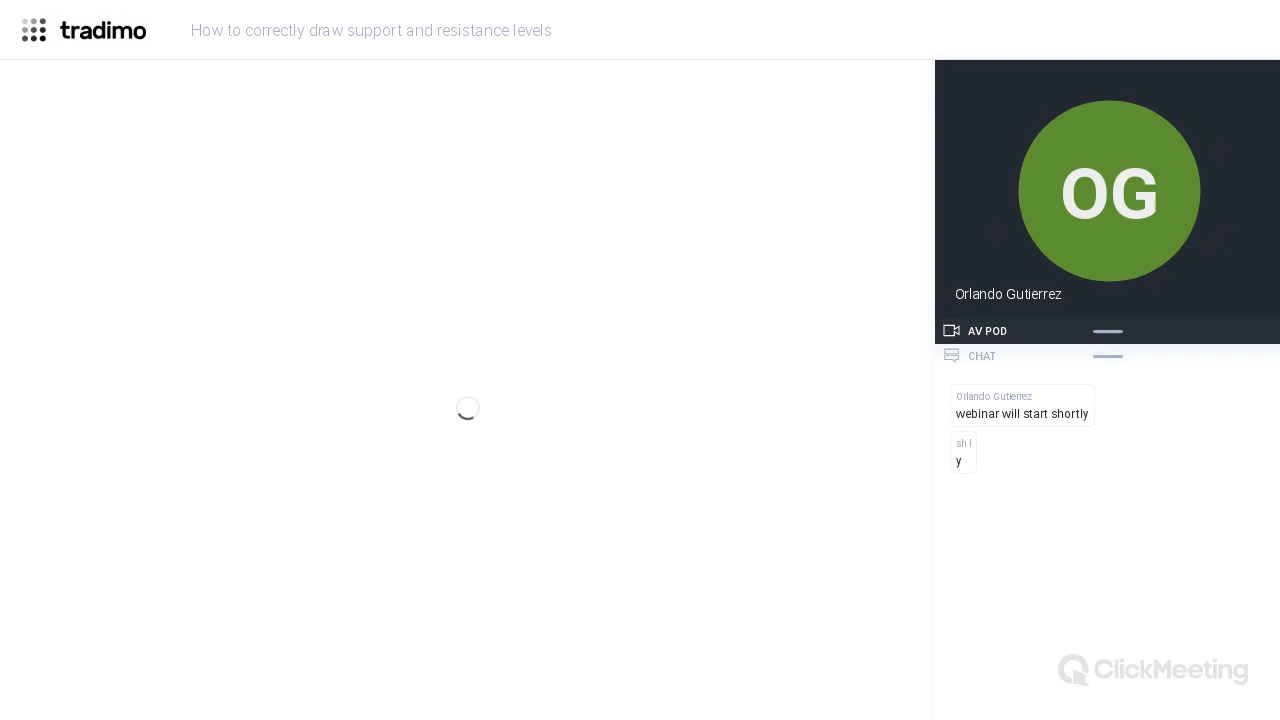 tradimo
How to correctly draw support and resistance levels
OG
Orlando Gutierrez
AV POD
CHAT
Orlando Gutierrez
webinar will start shortly
sh l
y
ClickMeeting